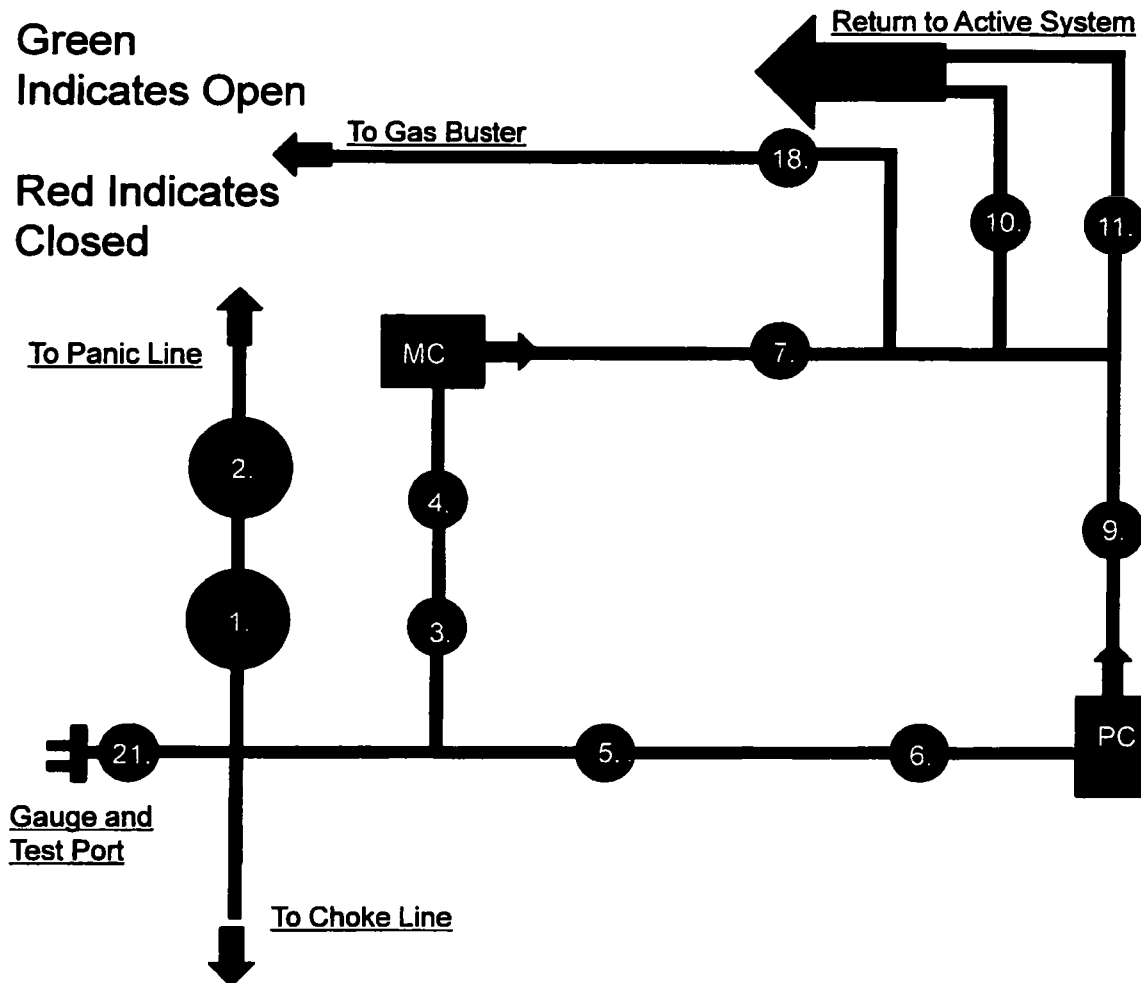 Green
Indicates Open
Return to Active System
To Gas Buster
18.
Red Indicates
Closed
10.
11.
To Panic Line
MC
7.
2.
4.
9.
1.
3.
21.
5.
6.
PC
Gauge and
Test Port
To Choke Line